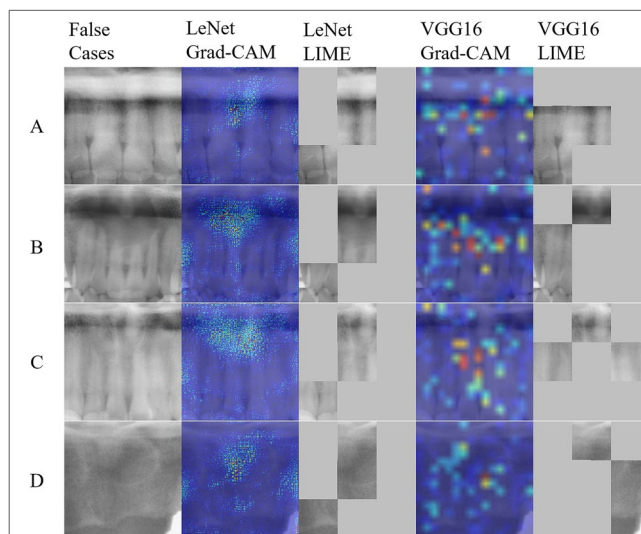 False Cases
LeNet Grad-CAM
LeNet LIME
VGG16 Grad-CAM
VGG16 LIME
A
B
C
D